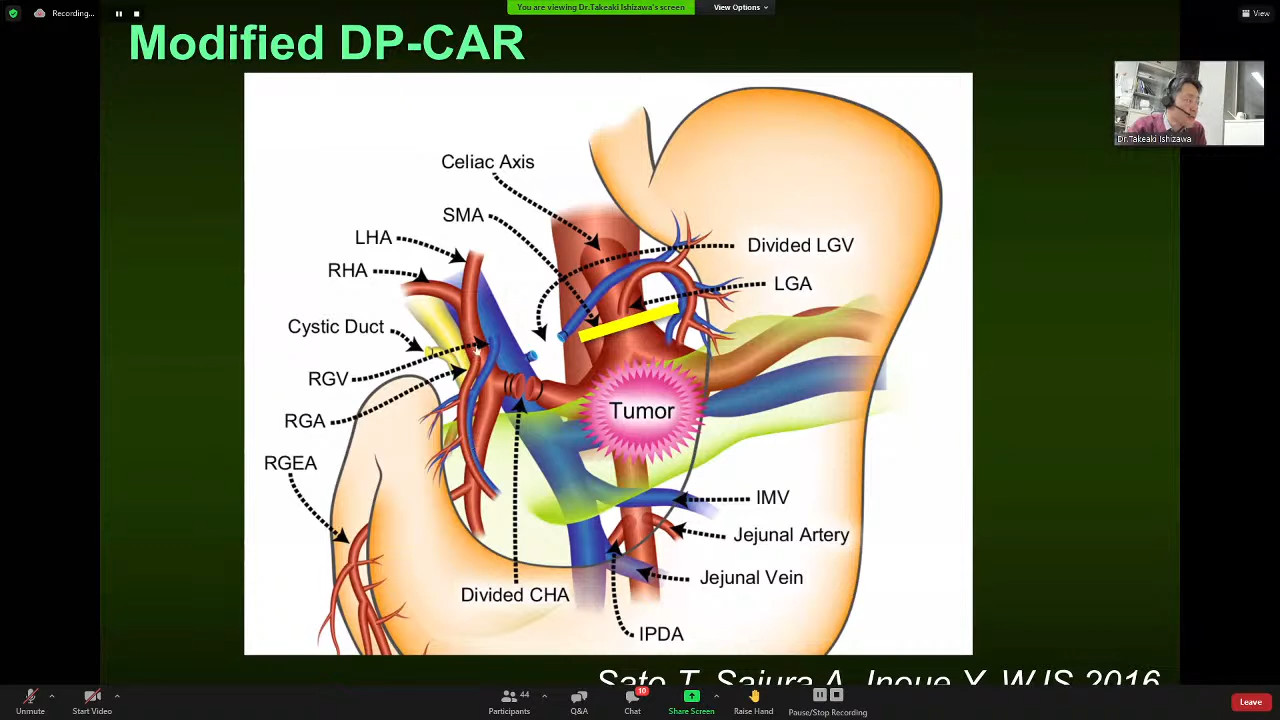 Recording...
You are viewing Dr.Takeaki Ishizawa's screen
View Options
View
Modified DP-CAR
Dr.Takeaki Ishizawa
Celiac Axis
SMA
LHA
RHA
Divided LGV
LGA
Cystic Duct
RGV
RGA
Tumor
RGEA
IMV
Jejunal Artery
Jejunal Vein
Divided CHA
IPDA
Sato T, Saiura A, Inoue Y, WJS 2016
Unmute
Start Video
Participants
44
Q&A
Chat
10
Share Screen
Raise Hand
Pause/Stop Recording
Leave